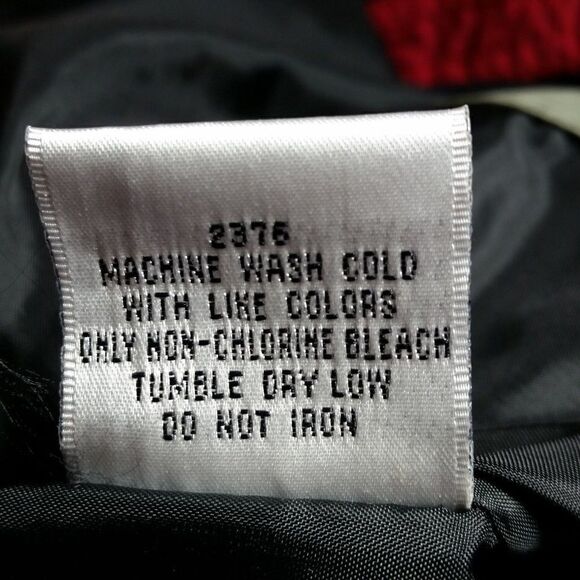 2376
MACHINE WASH COLD
WITH LIKE COLORS
ONLY NON-CHLORINE BLEACH
TUMBLE DRY LOW
DO NOT IRON